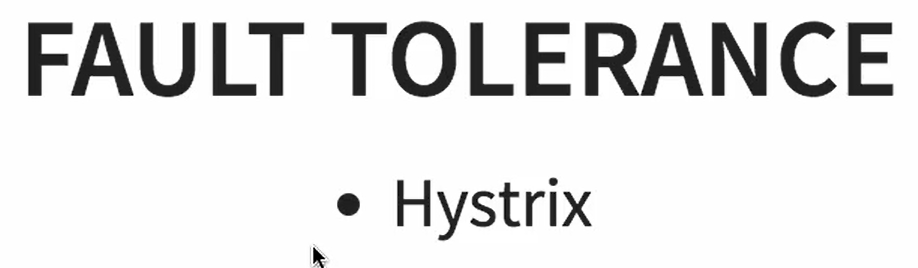 FAULT TOLERANCE
• Hystrix